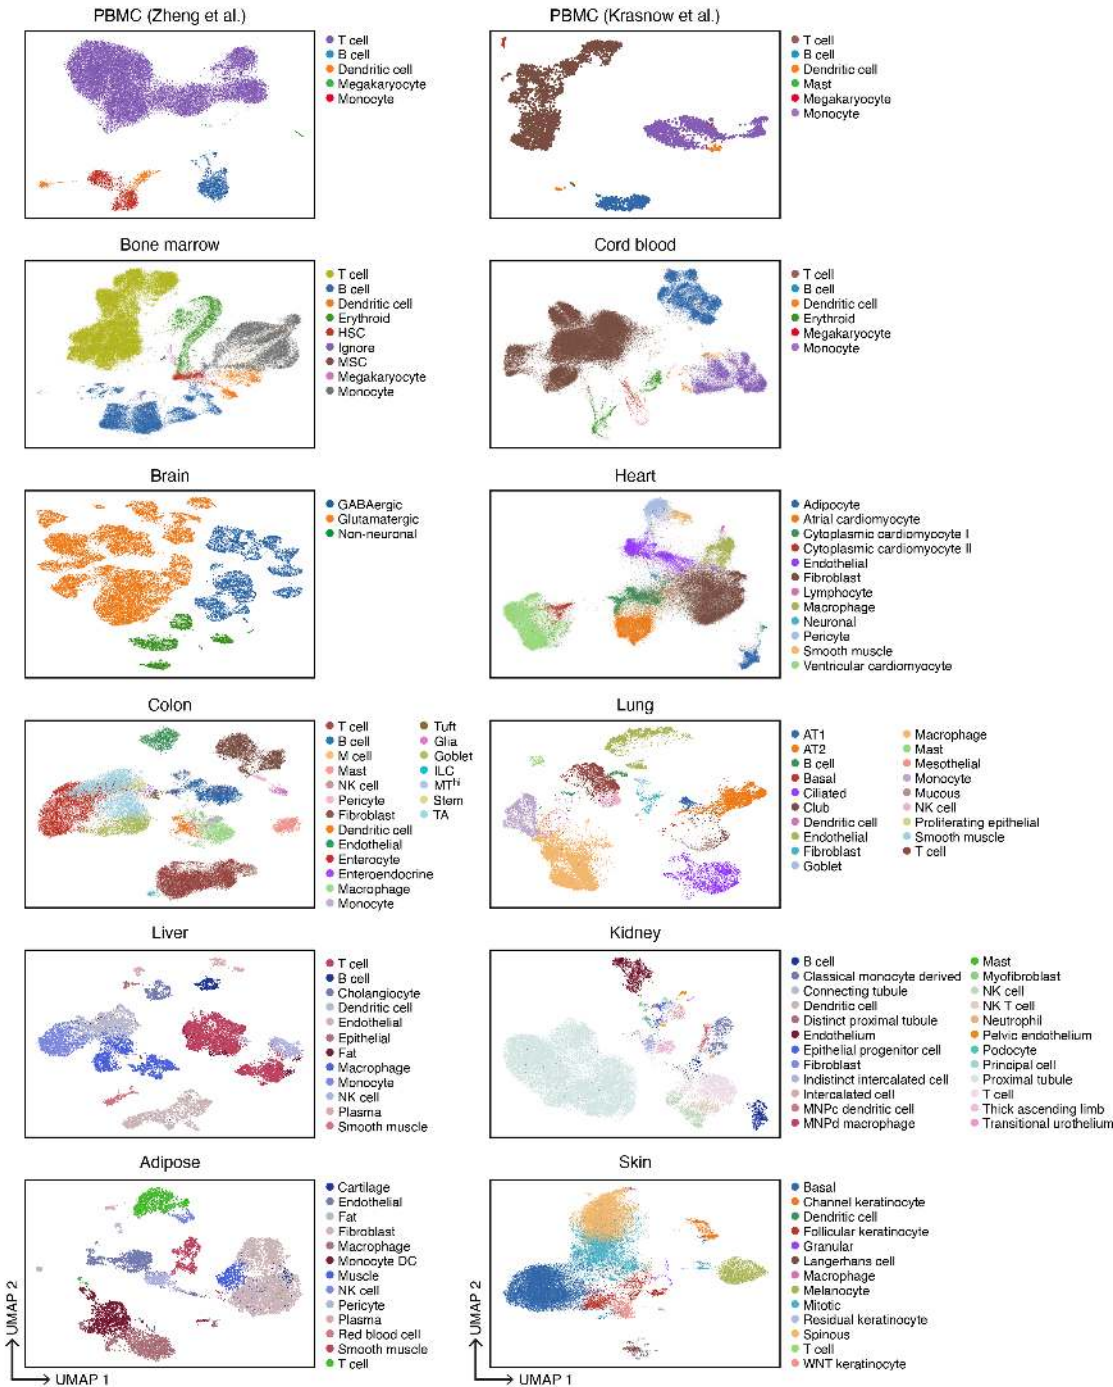 PBMC (Zheng et al.)
T cell
B cell
Dendritic cell
Megakaryocyte
Monocyte
PBMC (Krasnow et al.)
T cell
B cell
Dendritic cell
Mast
Megakaryocyte
Monocyte
Bone marrow
T cell
B cell
Dendritic cell
Erythroid
HSC
Ignore
MSC
Megakaryocyte
Monocyte
Cord blood
T cell
B cell
Dendritic cell
Erythroid
Megakaryocyte
Monocyte
Brain
GABAergic
Glutamatergic
Non-neuronal
Heart
Adipocyte
Atrial cardiomyocyte
Cytoplasmic cardiomyocyte I
Cytoplasmic cardiomyocyte II
Endothelial
Fibroblast
Lymphocyte
Macrophage
Neuronal
Pericyte
Smooth muscle
Ventricular cardiomyocyte
Colon
T cell
B cell
M cell
Mast
NK cell
Pericyte
Fibroblast
Dendritic cell
Endothelial
Enterocyte
Enteroendocrine
Macrophage
Monocyte
Tuft
Glia
Goblet
ILC
MThi
Stem
TA
Lung
AT1
AT2
B cell
Basal
Ciliated
Club
Dendritic cell
Endothelial
Fibroblast
Goblet
Macrophage
Mast
Mesothelial
Monocyte
Mucous
NK cell
Proliferating epithelial
Smooth muscle
T cell
Liver
T cell
B cell
Cholangiocyte
Dendritic cell
Endothelial
Epithelial
Fat
Macrophage
Monocyte
NK cell
Plasma
Smooth muscle
Kidney
B cell
Classical monocyte derived
Connecting tubule
Dendritic cell
Distinct proximal tubule
Endothelium
Epithelial progenitor cell
Fibroblast
Indistinct intercalated cell
Intercalated cell
MNPc dendritic cell
MNPd macrophage
Mast
Myofibroblast
NK cell
NK T cell
Neutrophil
Pelvic endothelium
Podocyte
Principal cell
Proximal tubule
T cell
Thick ascending limb
Transitional urothelium
Adipose
Cartilage
Endothelial
Fat
Fibroblast
Macrophage
Monocyte DC
Muscle
NK cell
Pericyte
Plasma
Red blood cell
Smooth muscle
T cell
UMAP 2
UMAP 1
Skin
Basal
Channel keratinocyte
Dendritic cell
Follicular keratinocyte
Granular
Langerhans cell
Macrophage
Melanocyte
Mitotic
Residual keratinocyte
Spinous
T cell
WNT keratinocyte
UMAP 2
UMAP 1